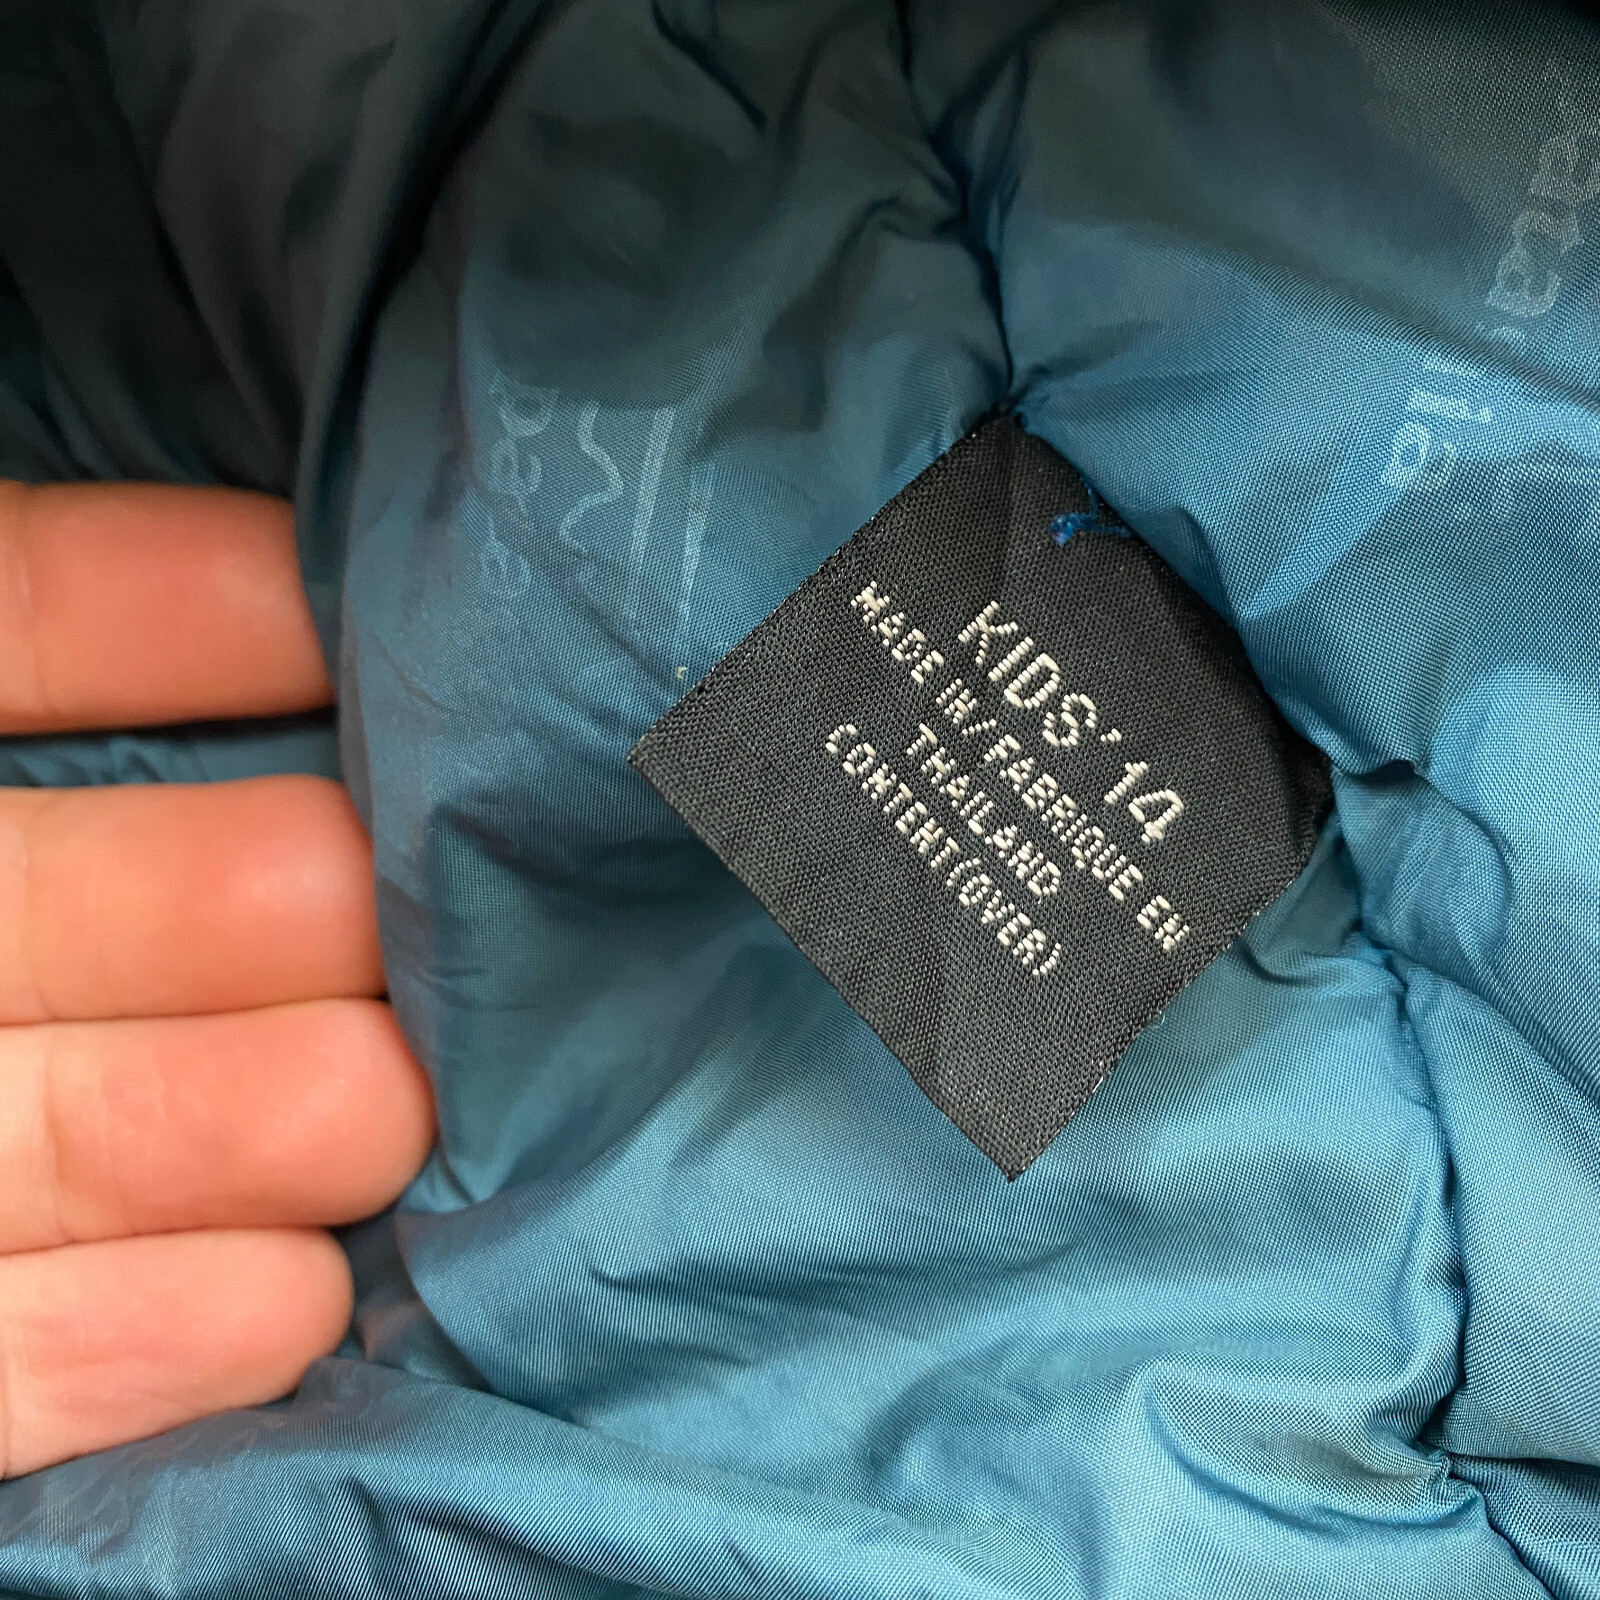 KIDS' 14
MADE IN/FABRIQUE EN
THAILAND
CONTENT(OVER)